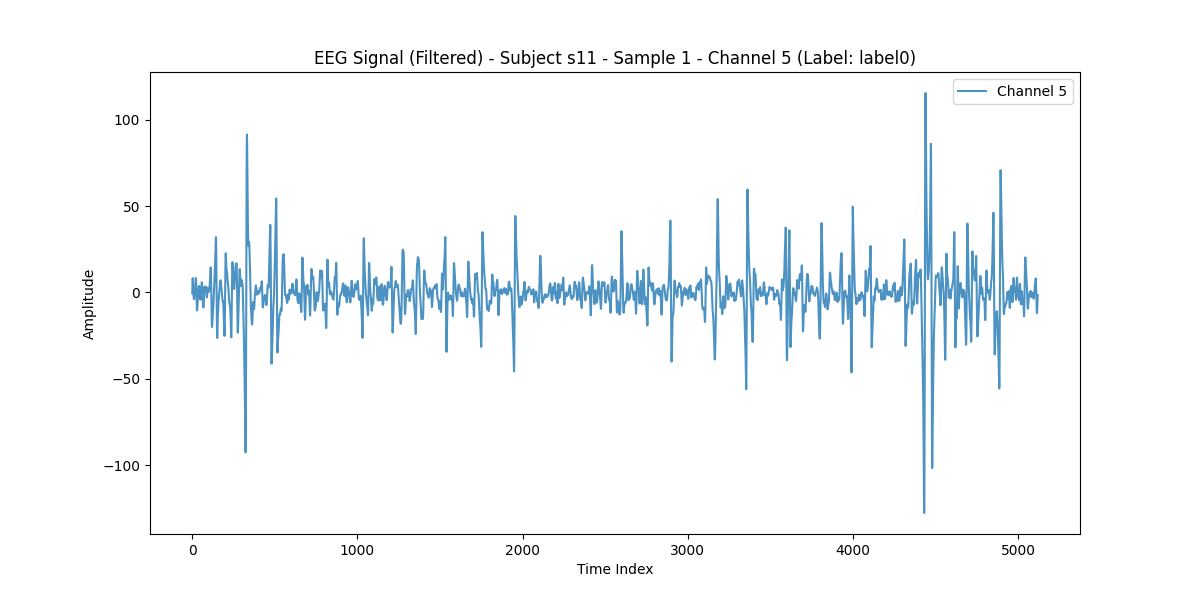 EEG Signal (Filtered) - Subject s11 - Sample 1 - Channel 5 (Label: label0)
Channel 5
100
50
0
−50
−100
Amplitude
0 1000 2000 3000 4000 5000
Time Index